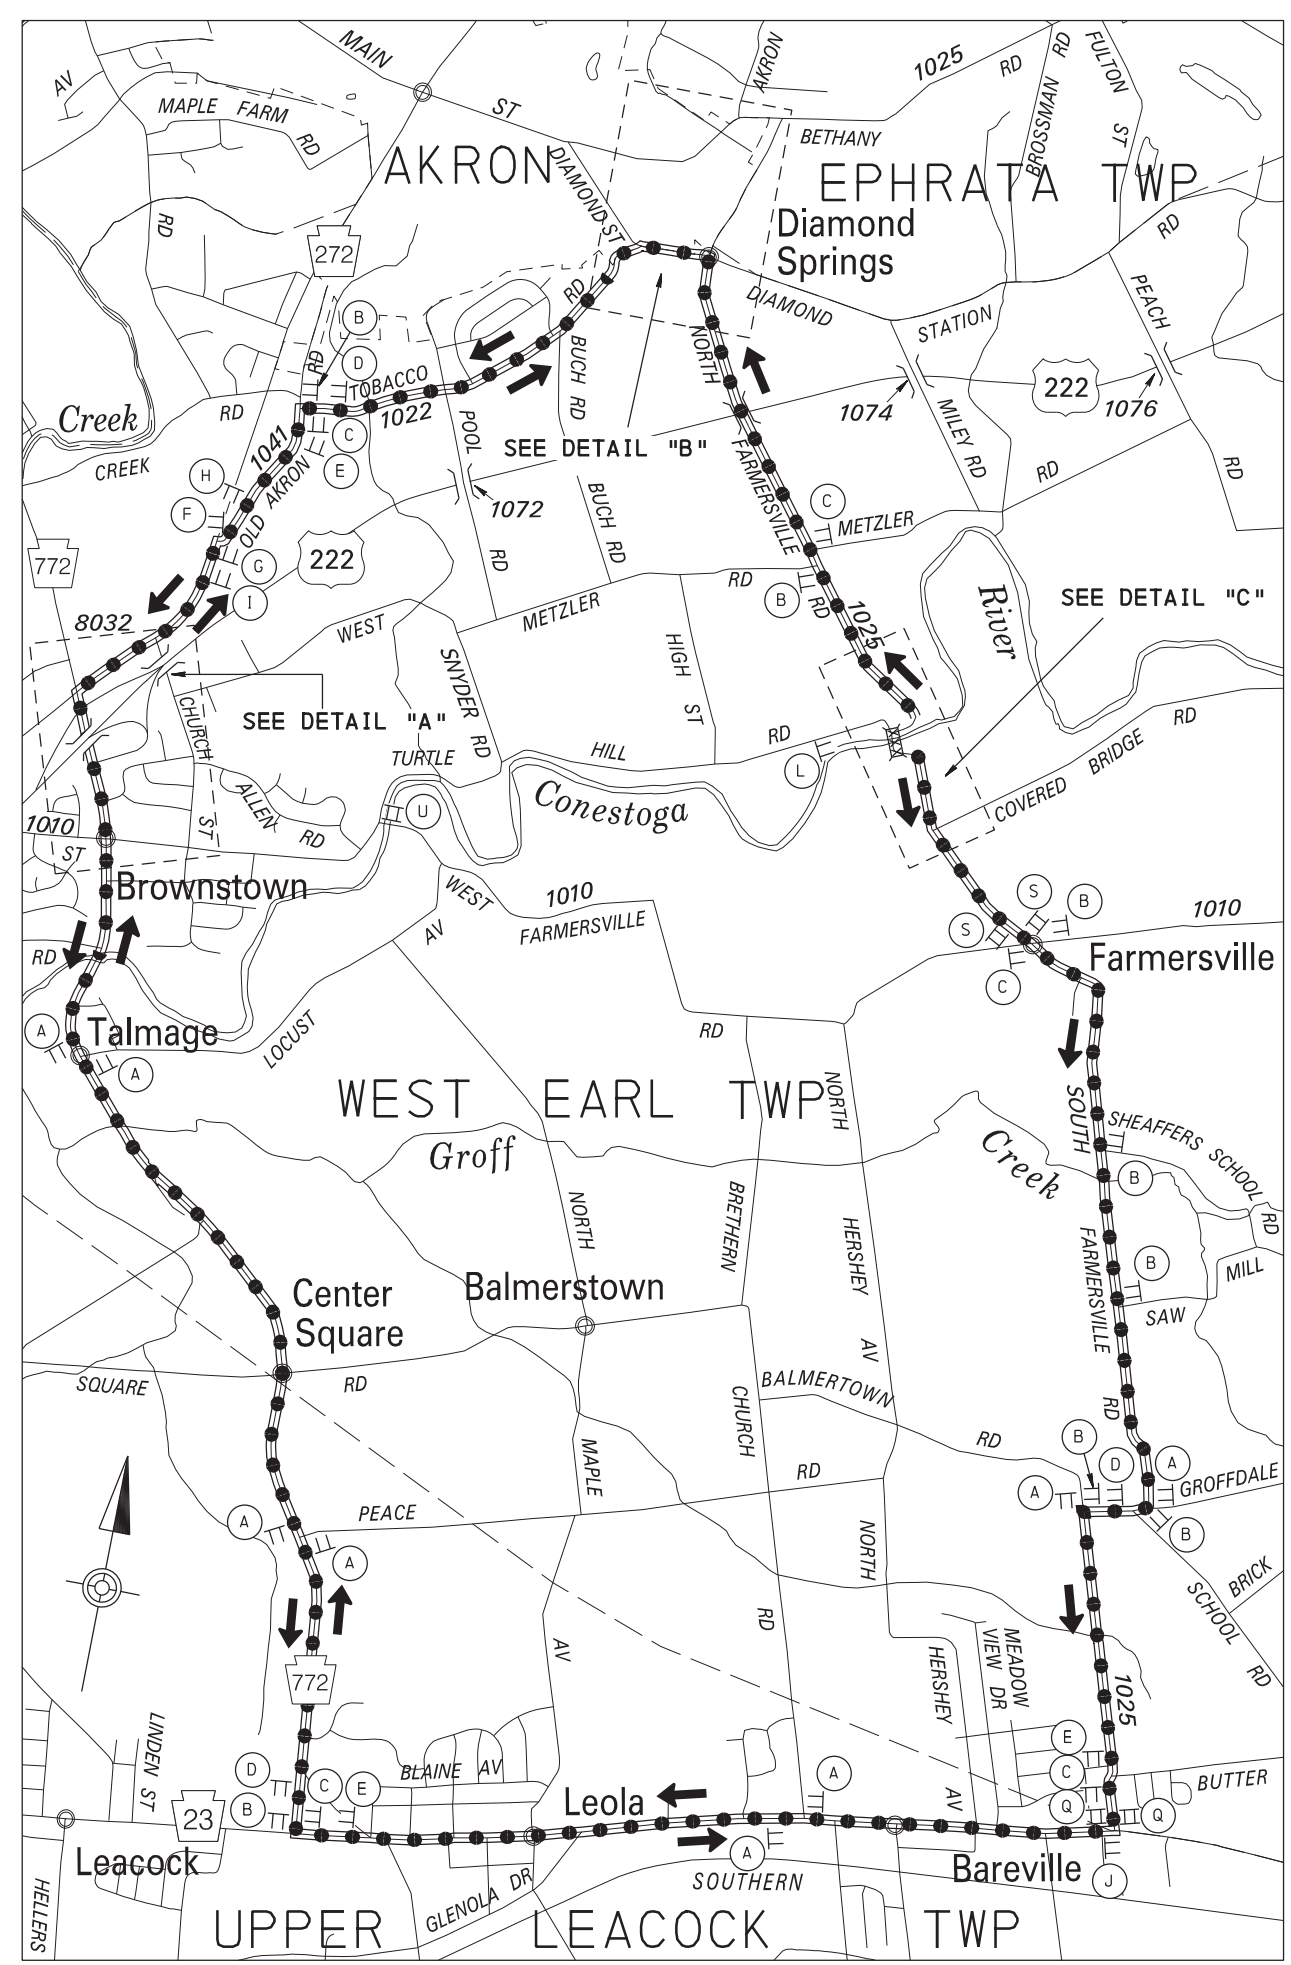 MAIN
ST
AKRON
1025
RD
BROSSMAN RD
FULTON
ST
AV
MAPLE FARM
RD
BETHANY
AKRON
DIAMOND ST
DIAMOND ST
EPHRATA TWP
RD
272
Diamond
Springs
RD
DIAMOND
STATION
PEACH
RD
B
D
RD
TOBACCO
1022
BUCH RD
NORTH
222
1074
1076
Creek
RD
CREEK
1041
C
E
POOL
SEE DETAIL "B"
MILEY RD
RD
RD
H
F
OLD AKRON
1072
BUCH RD
FARMERSVILLE
C
METZLER
772
G
I
222
RD
RD
B
RD
River
SEE DETAIL "C"
8032
WEST
METZLER
1025
SNYDER
RD
HIGH
ST
SEE DETAIL "A"
CHURCH
ST
TURTLE
HILL
RD
L
BRIDGE
RD
COVERED
ALLEN
RD
U
Conestoga
1010
ST
Brownstown
WEST
1010
FARMERSVILLE
S
B
S
1010
C
Farmersville
RD
AV
A
Talmage
A
LOCUST
RD
WEST EARL TWP
NORTH
SOUTH
SHEAFFERS SCHOOL
RD
Groff
Creek
B
NORTH
BRETHERN
HERSHEY
FARMERSVILLE
B
MILL
SAW
Center
Square
Balmerstown
SQUARE
RD
AV
BALMERTOWN
CHURCH
RD
RD
B
D
A
GROFFDALE
MAPLE
RD
A
B
A
PEACE
A
NORTH
BRICK
SCHOOL
RD
AV
RD
HERSHEY
MEADOW
VIEW DR
772
1025
LINDEN
ST
D
B
C
E
BLAINE AV
A
AV
E
C
Q
Q
BUTTER
23
Leola
Leacock
A
Bareville
J
HELLERS
GLENOLA DR
SOUTHERN
UPPER LEACOCK TWP